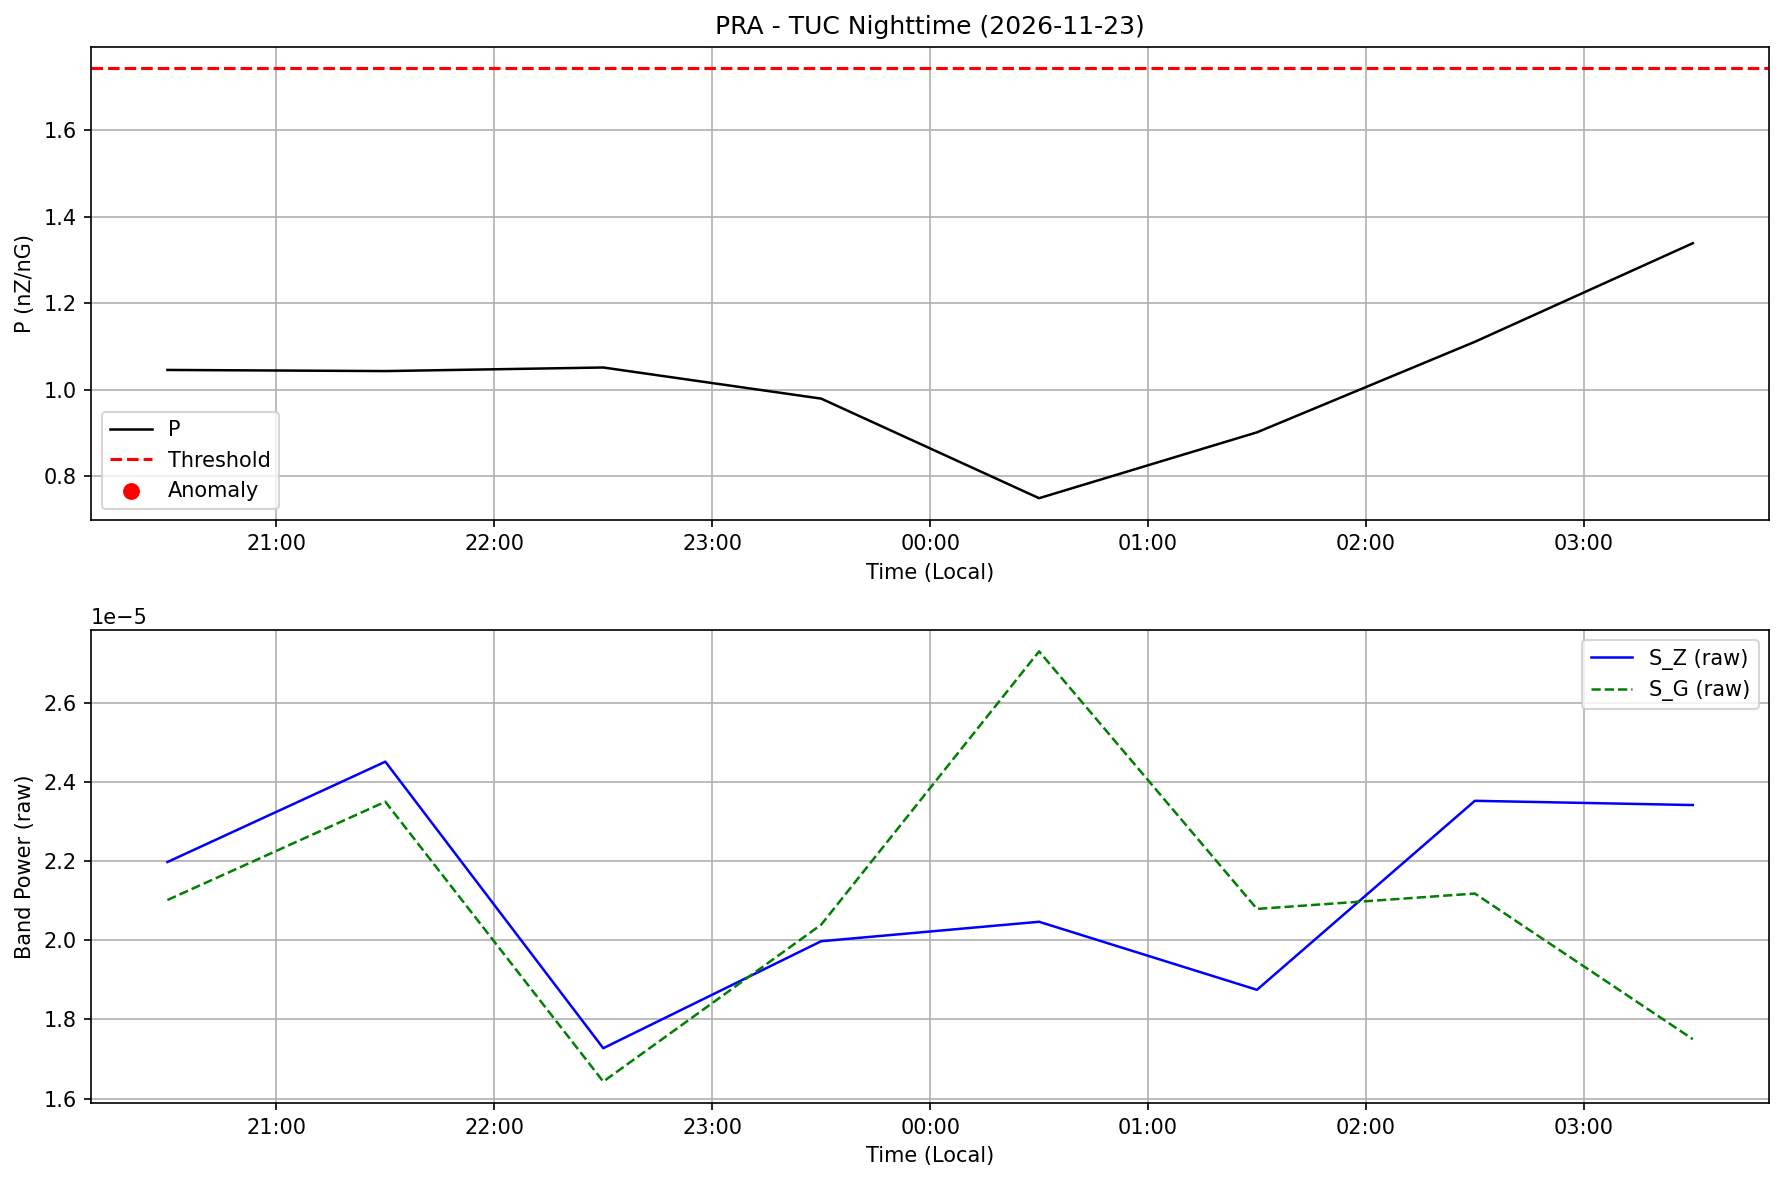 PRA - TUC Nighttime (2026-11-23)
P (nZ/nG)
1.6
1.4
1.2
1.0
0.8
P
Threshold
Anomaly
21:00 22:00 23:00 00:00 01:00 02:00 03:00
Time (Local)
1e−5
Band Power (raw)
2.6
2.4
2.2
2.0
1.8
1.6
S_Z (raw)
S_G (raw)
21:00 22:00 23:00 00:00 01:00 02:00 03:00
Time (Local)